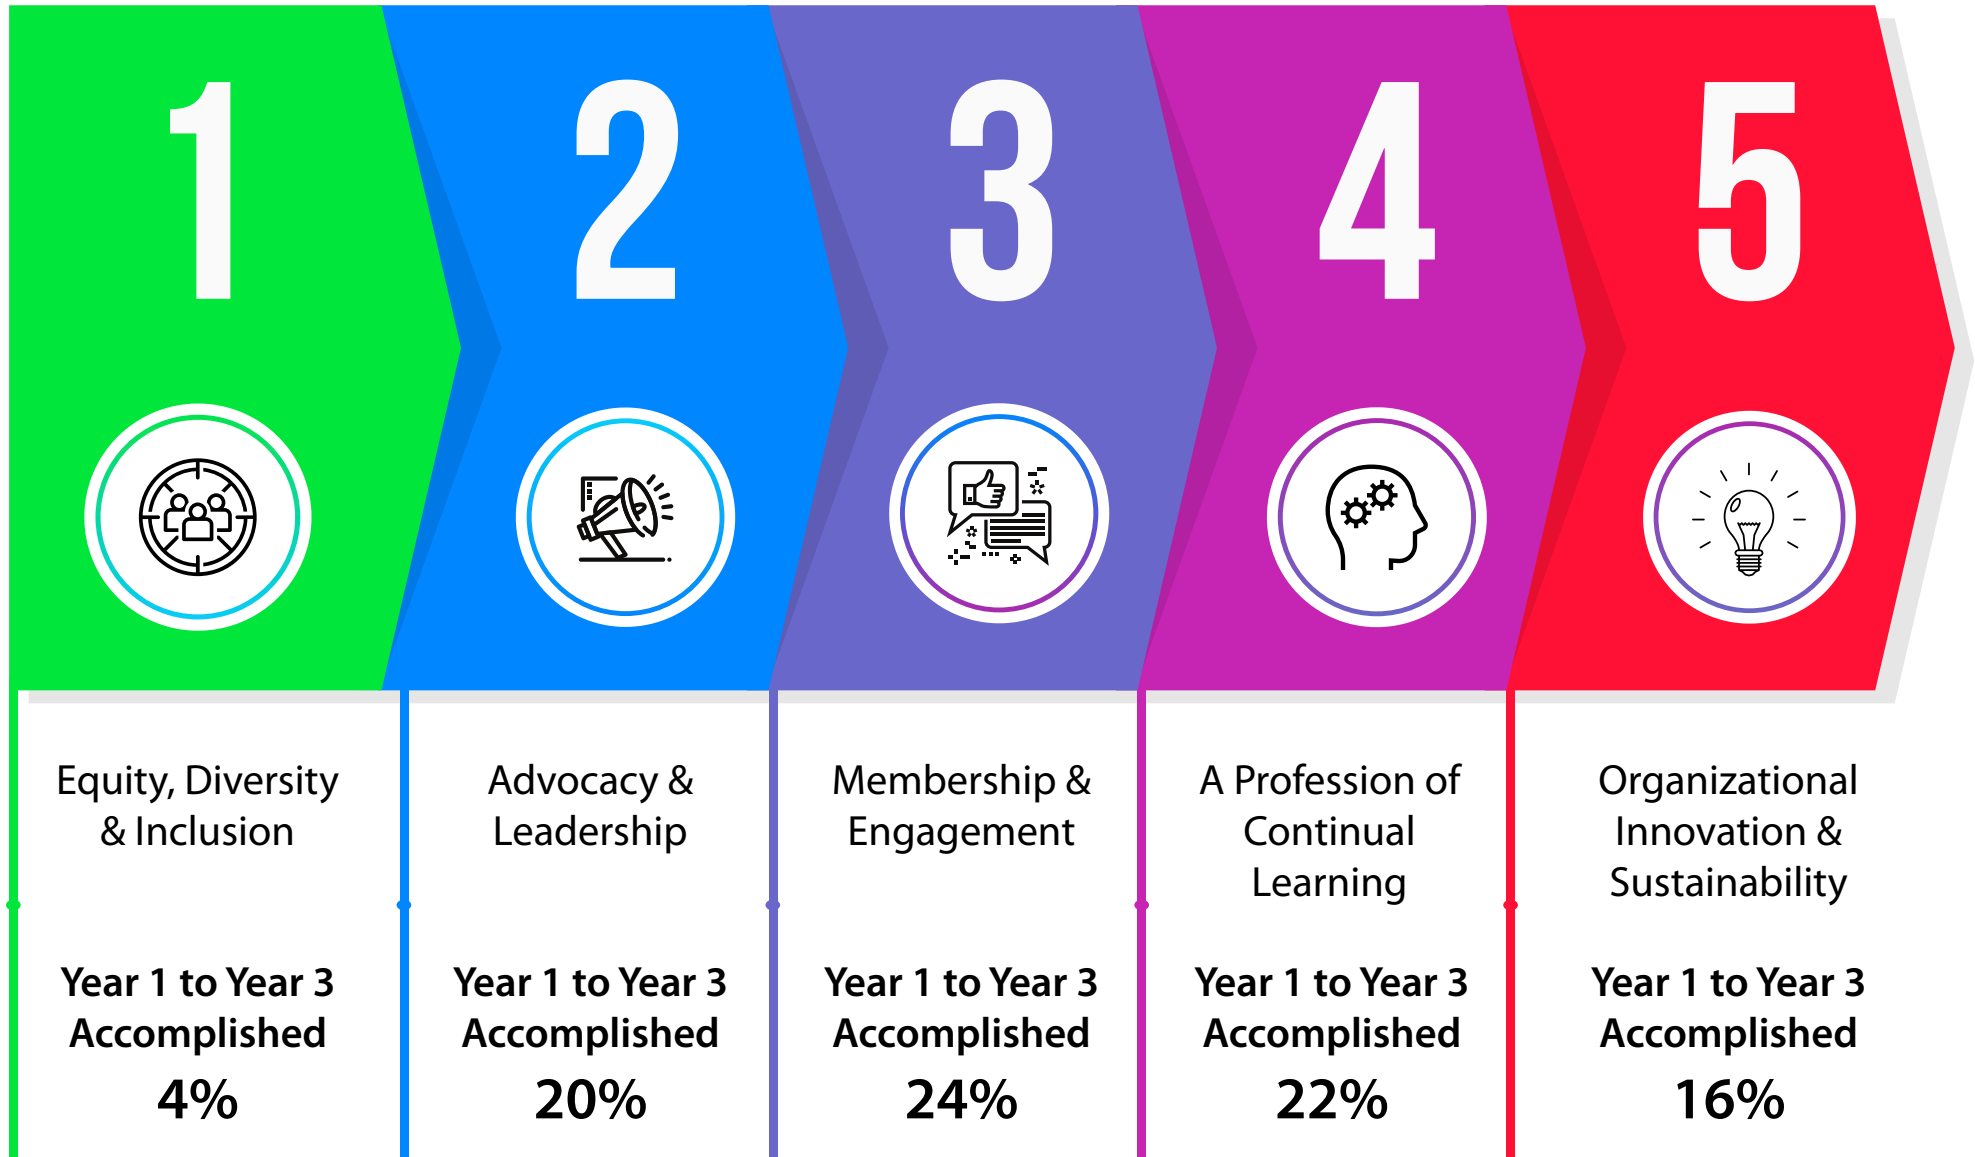 1
2
3
4
5
Equity, Diversity
& Inclusion
Year 1 to Year 3
Accomplished
4%
Advocacy &
Leadership
Year 1 to Year 3
Accomplished
20%
Membership &
Engagement
Year 1 to Year 3
Accomplished
24%
A Profession of
Continual
Learning
Year 1 to Year 3
Accomplished
22%
Organizational
Innovation &
Sustainability
Year 1 to Year 3
Accomplished
16%